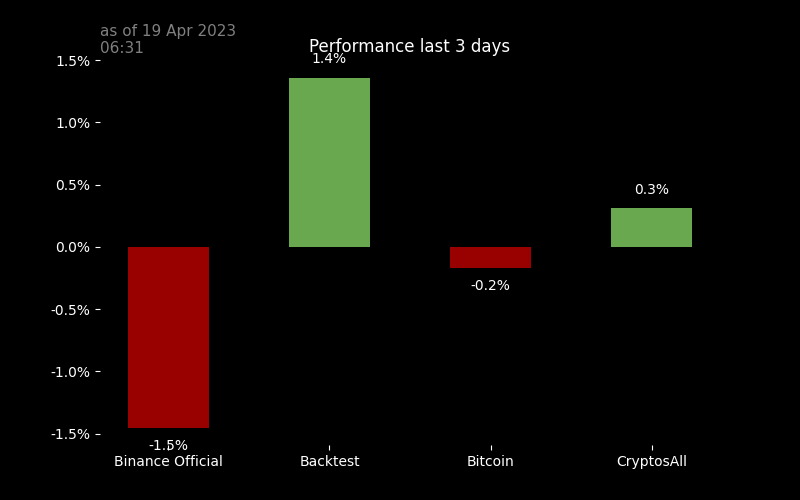 as of 19 Apr 2023
06:31
Performance last 3 days
1.5%
1.0%
0.5%
0.0%
-0.5%
-1.0%
-1.5%
-1.5%
1.4%
-0.2%
0.3%
Binance Official
Backtest
Bitcoin
CryptosAll